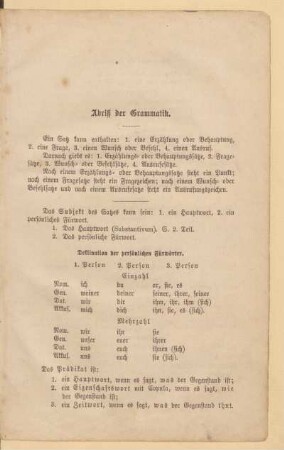 Abriß der Grammatik.
Ein Satz kann enthalten: 1. eine Erzählung oder Behauptung,
2. eine Frage, 3. einen Wunsch oder Befehl, 4. einen Ausruf.
Darnach giebt es: 1. Erzählungs- oder Behauptungssätze, 2. Frage-
sätze, 3. Wunsch- oder Befehlsätze, 4. Ausrufesätze.
Nach einem Erzählungs- oder Behauptungssatze steht ein Punkt;
nach einem Fragesatze steht ein Fragezeichen; nach einem Wunsch- oder
Befehlsatze und nach einem Ausrufesatze steht ein Ausrufungszeichen.
Das Subjekt des Satzes kann sein: 1. ein Hauptwort, 2. ein
persönliches Fürwort.
1. Das Hauptwort (Substantivum). S. 2. Teil.
2. Das persönliche Fürwort.
Deklination der persönlichen Fürwörter.
1. Person 2. Person 3. Person
Einzahl
Nom. ich du er, sie, es
Gen. meiner deiner seiner, ihrer, seiner
Dat. mir dir ihm, ihr, ihm (sich)
Akkus. mich dich ihn, sie, es (sich)
Mehrzahl
Nom. wir ihr sie
Gen. unser euer ihrer
Dat. uns euch ihnen (sich)
Akkus. uns euch sie (sich)
Das Prädikat ist:
1. ein Hauptwort, wenn es sagt, was der Gegenstand ist;
2. ein Eigenschaftswort mit Copula, wenn es sagt, wie
der Gegenstand ist;
3. ein Zeitwort, wenn es sagt, was der Gegenstand thut.